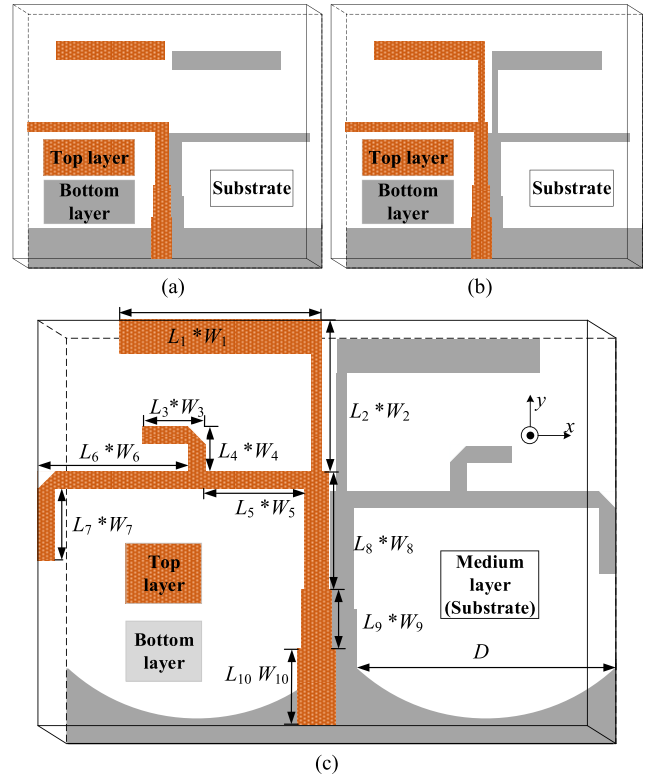 Top layer
Bottom
layer
Substrate
(a)
Top layer
Bottom
layer
Substrate
(b)
L1 *W1
L2 *W2
L3*W3
L4 *W4
L6 *W6
L5 *W5
L7 *W7
y
x
L8 *W8
L9 *W9
L10 W10
D
Top
layer
Bottom
layer
Medium
layer
(Substrate)
(c)